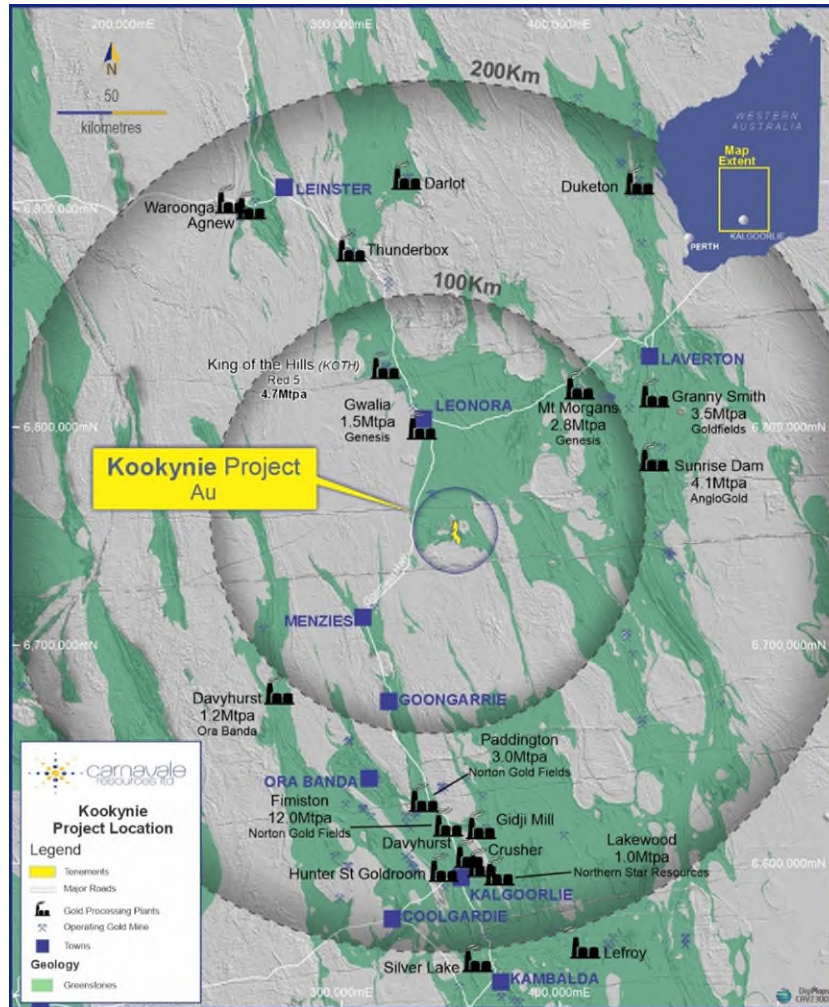 200,000mE
300,000mE
400,000mE
N
50
kilometres
200Km
WESTERN
AUSTRALIA
Map
Extent
KALGOORLIE
PERTH
6,900,000mN
LEINSTER
Darlot
Duketon
Waroonga
Agnew
Thunderbox
100Km
King of the Hills (KOTH)
Red 5
4.7Mtpa
LAVERTON
Gwalia
1.5Mtpa
Genesis
LEONORA
Mt Morgans
2.8Mtpa
Genesis
Granny Smith
3.5Mtpa
Goldfields
6,800,000mN
6,800,000mN
Sunrise Dam
4.1Mtpa
AngloGold
Kookynie Project
Au
MENZIES
6,700,000mN
6,700,000mN
Davyhurst
1.2Mtpa
Ora Banda
GOONGARRIE
Paddington
3.0Mtpa
Norton Gold Fields
ORA BANDA
Fimiston
12.0Mtpa
Norton Gold Fields
Gidji Mill
Davyhurst
Crusher
Lakewood
1.0Mtpa
Northern Star Resources
6,600,000mN
Hunter St Goldroom
KALGOORLIE
COOLGARDIE
Silver Lake
Lefroy
KAMBALDA
300,000mE
400,000mE
carnavale
resources ltd
Kookynie
Project Location
Legend
Tenements
Major Roads
Gold Processing Plants
Operating Gold Mine
Towns
Geology
Greenstones